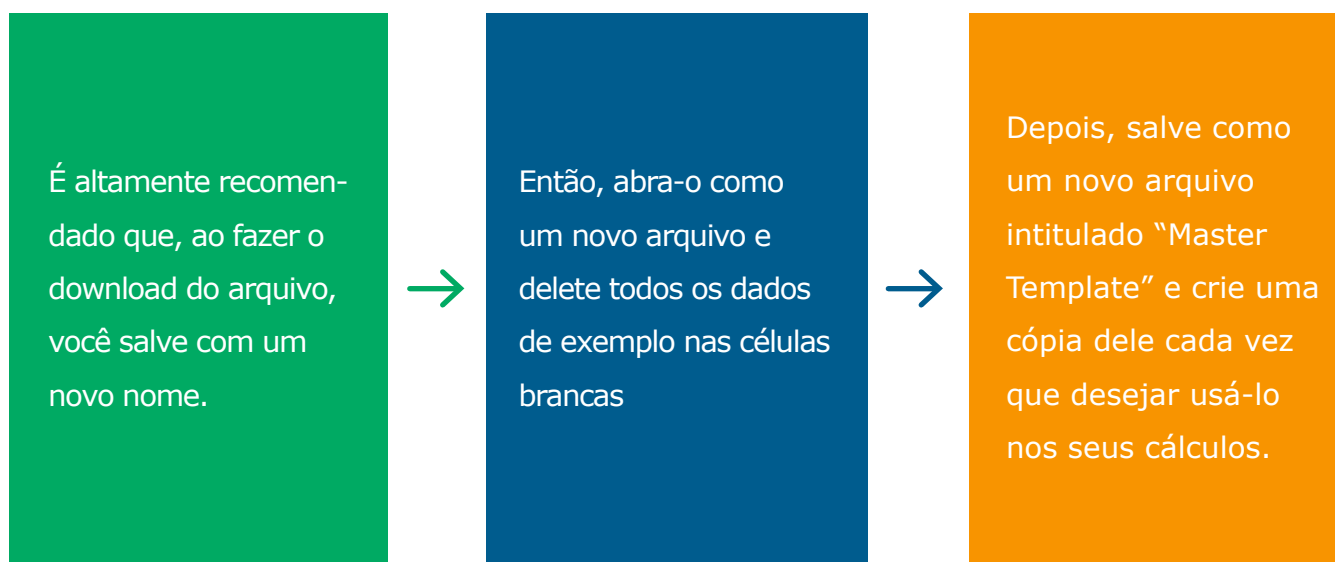 É altamente recomen-
dado que, ao fazer o
download do arquivo,
você salve com um
novo nome.
Então, abra-o como
um novo arquivo e
delete todos os dados
de exemplo nas células
brancas
Depois, salve como
um novo arquivo
intitulado “Master
Template” e crie uma
cópia dele cada vez
que desejar usá-lo
nos seus cálculos.